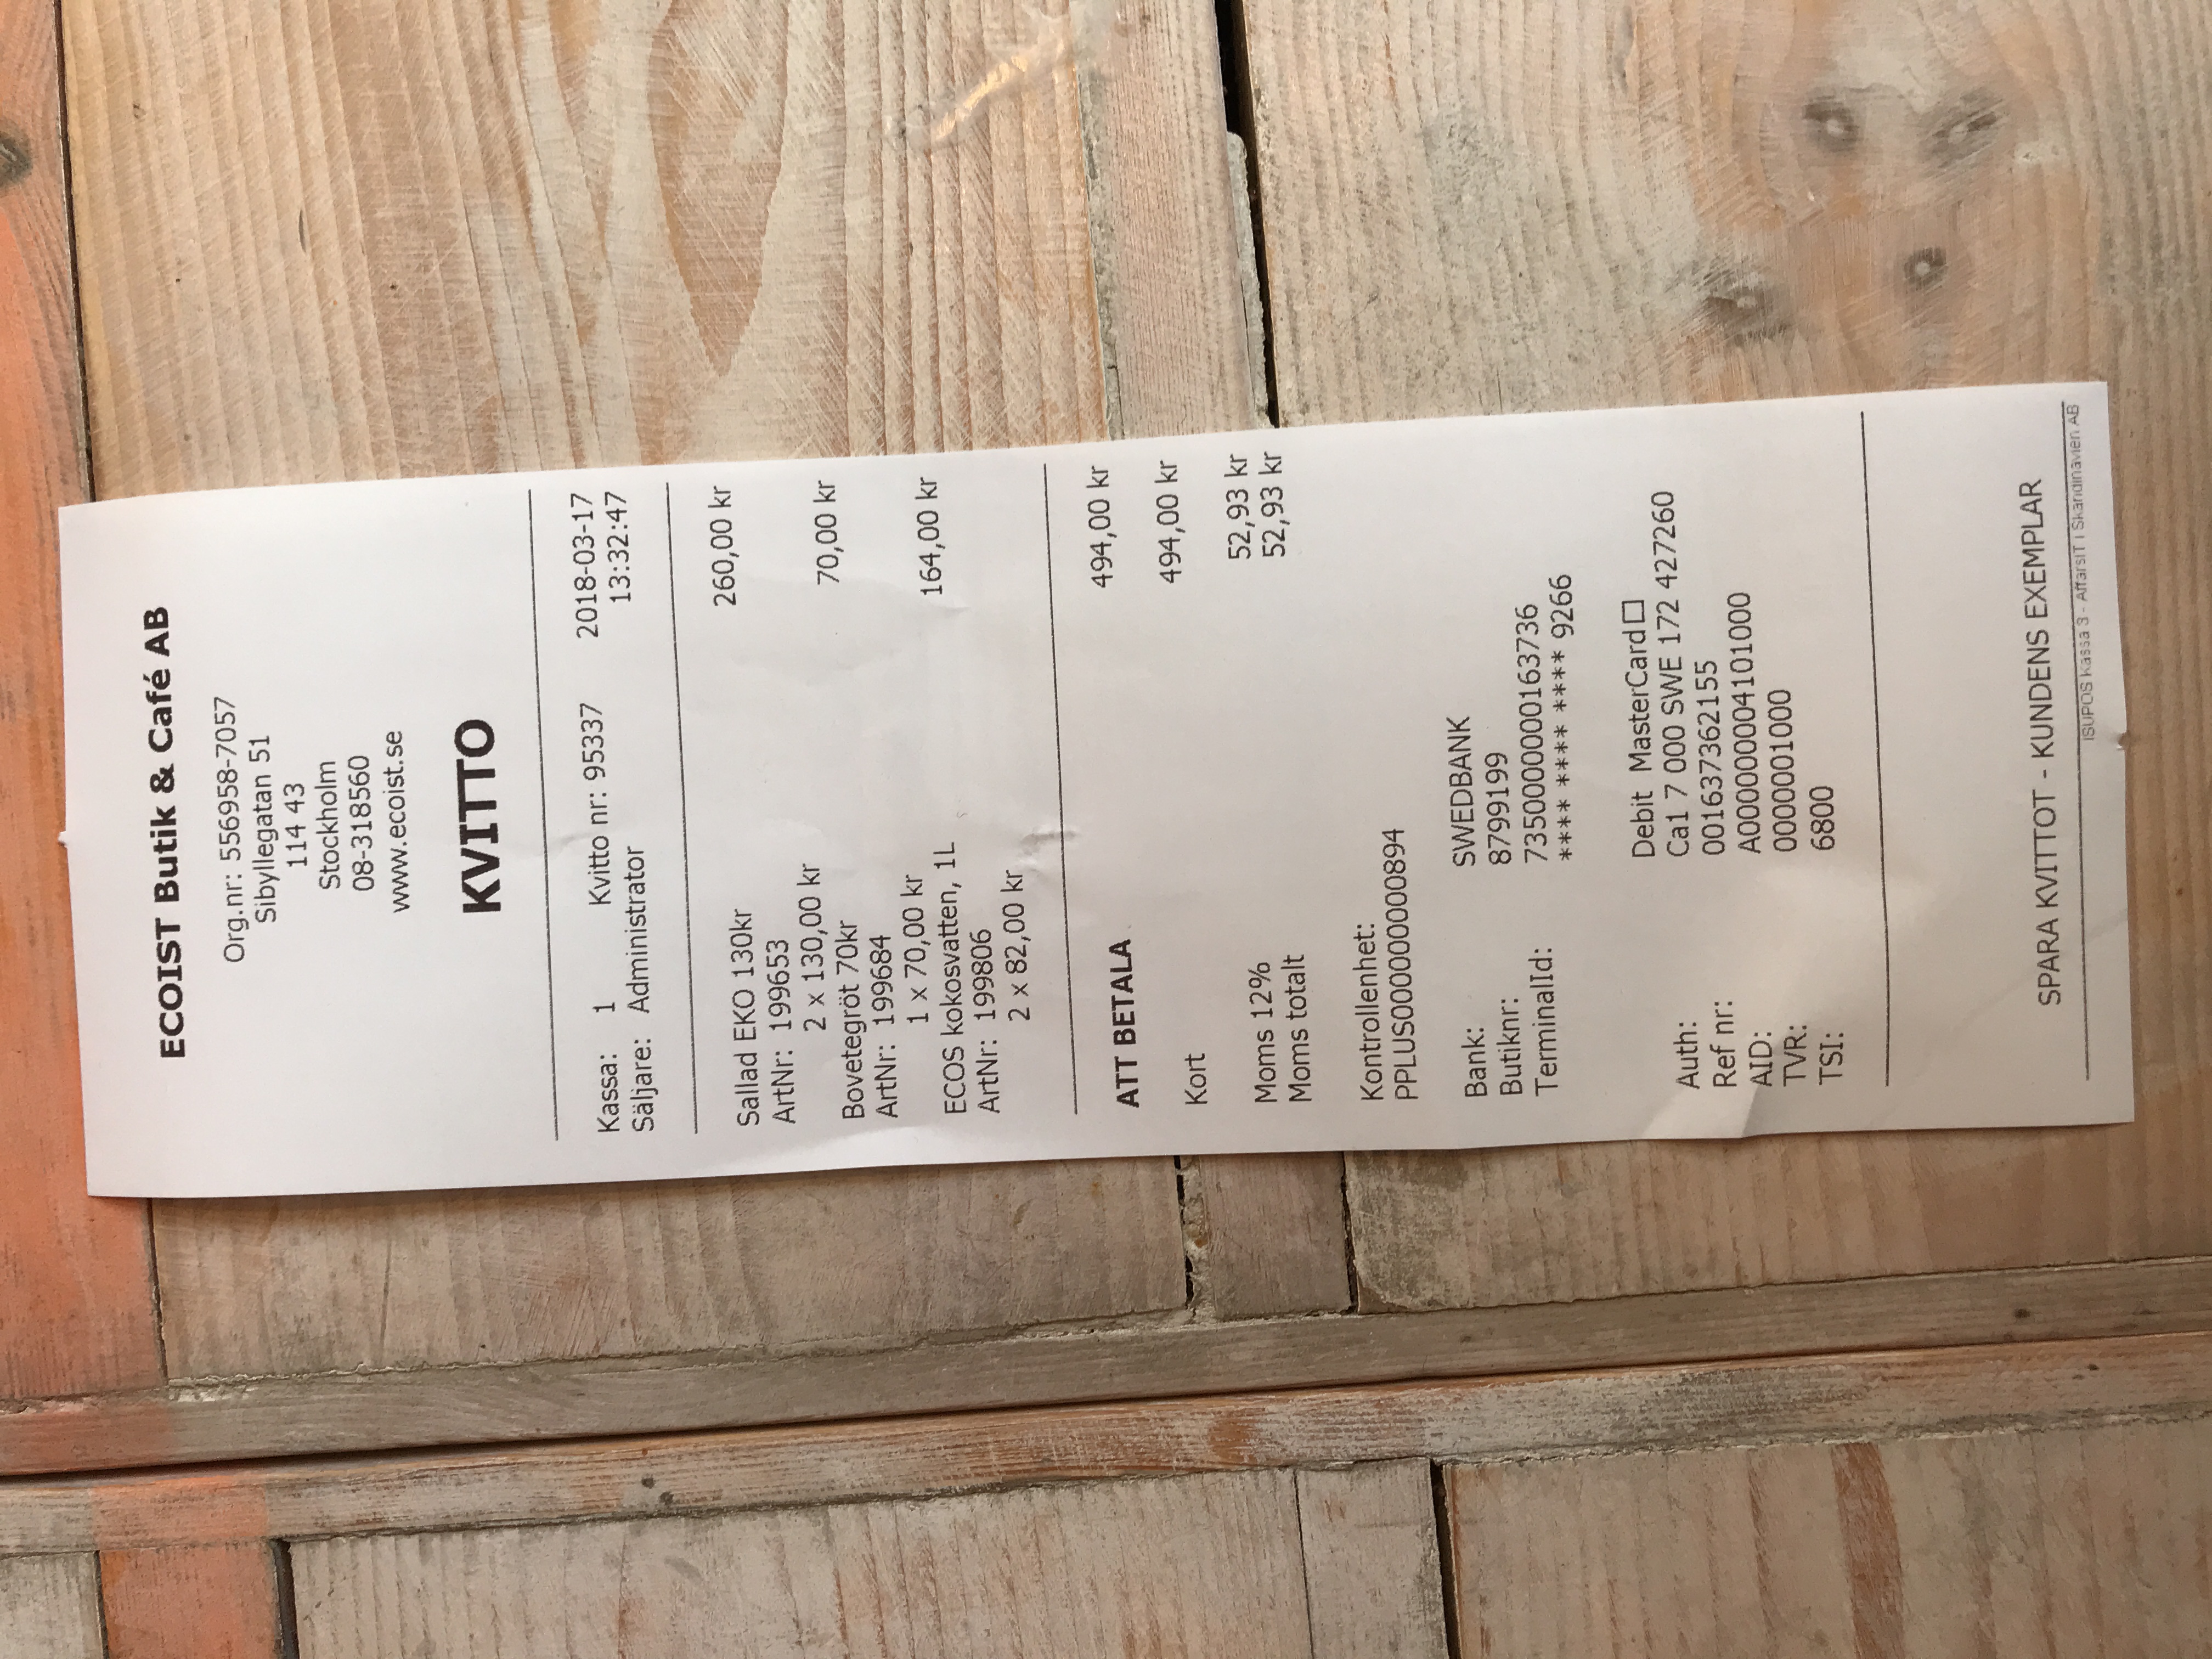 ECOIST Butik & Café AB
Org.nr: 556958-7057
Sibyllegatan 51
114 43
Stockholm
08-318560
www.ecoist.se
KVITTO
Kassa: 1 Kvitto nr: 95337 2018-03-17
Säljare: Administrator 13:32:47
Sallad EKO 130kr 260,00 kr
ArtNr: 199653
2 x 130,00 kr
Bovetegröt 70kr 70,00 kr
ArtNr: 199684
1 x 70,00 kr
ECOS kokosvatten, 1L 164,00 kr
ArtNr: 199806
2 x 82,00 kr
ATT BETALA 494,00 kr
Kort 494,00 kr
Moms 12% 52,93 kr
Moms totalt 52,93 kr
Kontrollenhet:
PPLUS000000000894
Bank: SWEDBANK
Butiknr: 8799199
TerminalId: 7350000000163736
**** **** **** 9266
Debit MasterCard□
Auth: Ca1 7 000 SWE 172 427260
Ref nr: 001637362155
AID: A000000004101000
TVR: 0000001000
TSI: 6800
SPARA KVITTOT - KUNDENS EXEMPLAR
ISUPOS Kassa 3 - AffärsIT i Skandinavien AB